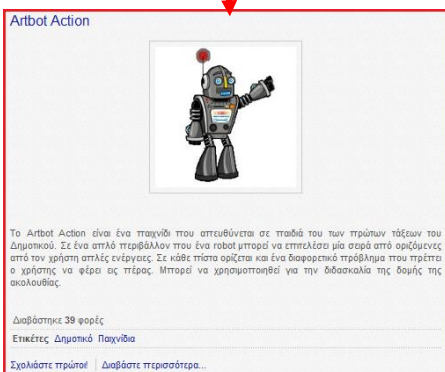 Artbot Action
Το Artbot Action είναι ένα παιχνίδι που απευθύνεται σε παιδιά του των πρώτων τάξεων του
Δημοτικού. Σε ένα απλό περιβάλλον που ένα robot μπορεί να επιτελέσει μία σειρά από οριζόμενες
από τον χρήστη απλές ενέργειες. Σε κάθε πίστα ορίζεται και ένα διαφορετικό πρόβλημα που πρέπει
ο χρήστης να φέρει εις πέρας. Μπορεί να χρησιμοποιηθεί για την διδασκαλία της δομής της
ακολουθίας.
Διαβάστηκε 39 φορές
Ετικέτες Δημοτικό Παιχνίδια
Σχολιάστε πρώτοι! Διαβάστε περισσότερα...